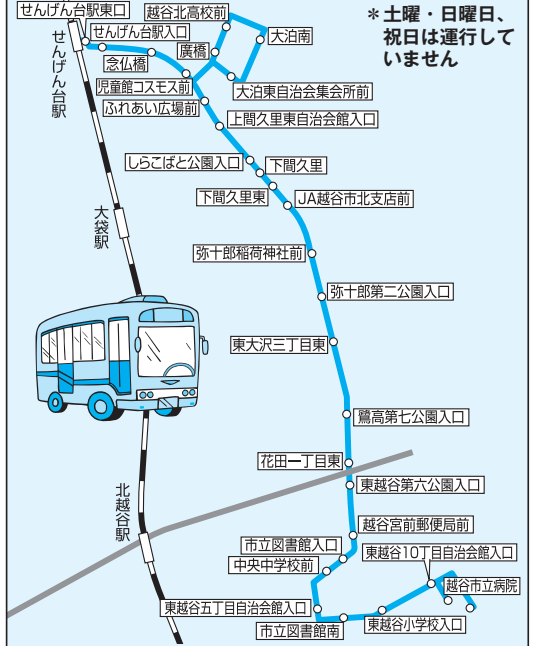 せんげん台駅東口
越谷北高校前
＊土曜・日曜日、
祝日は運行して
いません
せんげん台駅入口
大泊南
廣橋
念仏橋
せんげん台駅
児童館コスモス前
大泊東自治会集会所前
ふれあい広場前
上間久里東自治会館入口
しらこばと公園入口
下間久里
下間久里東
JA越谷市北支店前
大袋駅
弥十郎稲荷神社前
弥十郎第二公園入口
東大沢三丁目東
鷺高第七公園入口
花田一丁目東
東越谷第六公園入口
北越谷駅
越谷宮前郵便局前
市立図書館入口
東越谷10丁目自治会館入口
中央中学校前
越谷市立病院
東越谷五丁目自治会館入口
東越谷小学校入口
市立図書館南